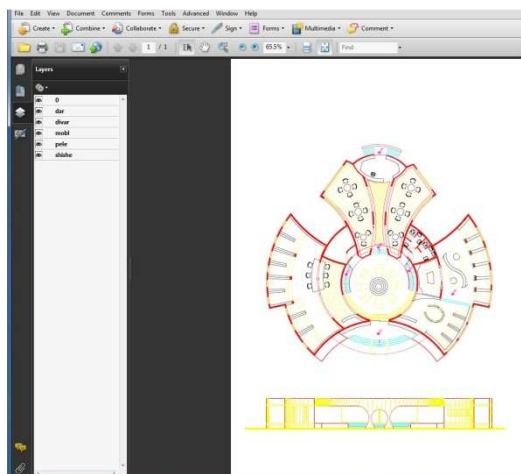 File Edit View Document Comments Forms Tools Advanced Window Help
Create Combine Collaborate Secure Sign Forms Multimedia Comment
1 / 1 65.5% Find
Layers
0
dar
divar
mobl
pele
shishe